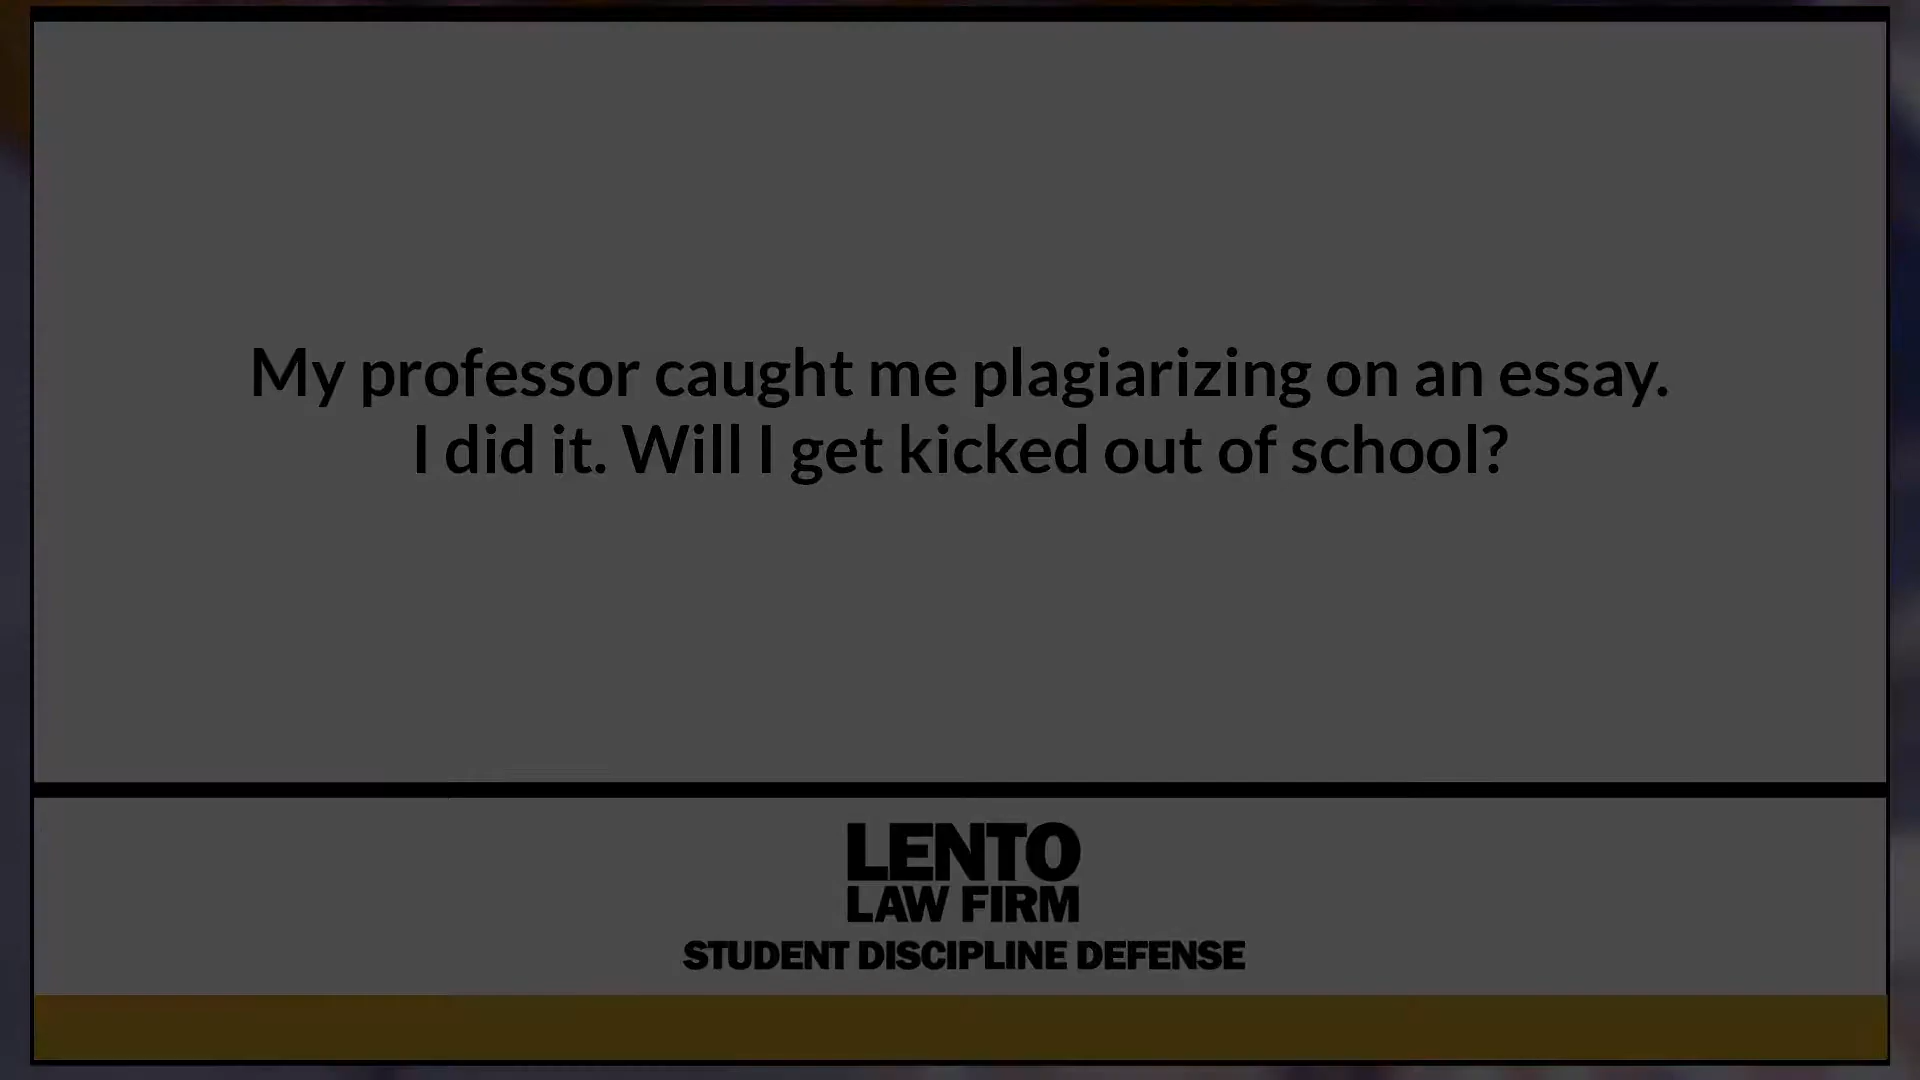 My professor caught me plagiarizing on an essay.
I did it. Will I get kicked out of school?
LENTO
LAW FIRM
STUDENT DISCIPLINE DEFENSE